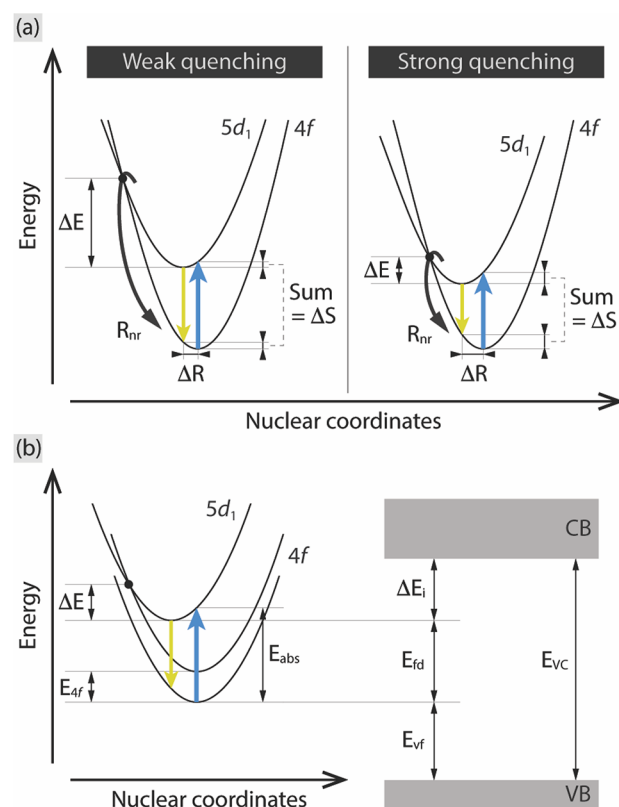 (a)
Weak quenching
Strong quenching
5d₁
4f
5d₁
4f
Energy
ΔE
Sum
= ΔS
Rnr
ΔR
ΔE
Sum
= ΔS
Rnr
ΔR
Nuclear coordinates
(b)
5d₁
4f
CB
Energy
ΔE
ΔEi
Eabs
Efd
EVC
E4f
Evf
Nuclear coordinates
VB